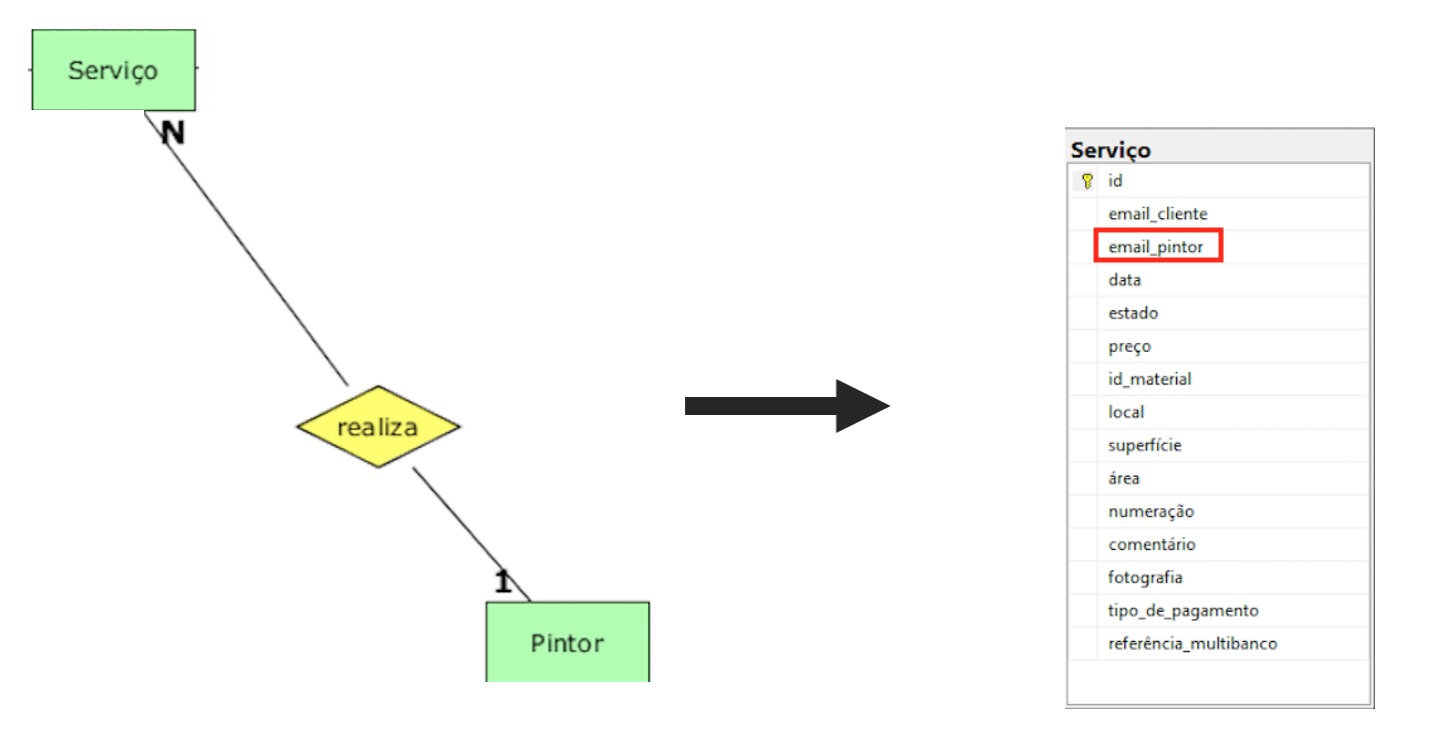 Serviço
N
realiza
1
Pintor
Serviço
id
email_cliente
email_pintor
data
estado
preço
id_material
local
superfície
área
numeração
comentário
fotografia
tipo_de_pagamento
referência_multibanco